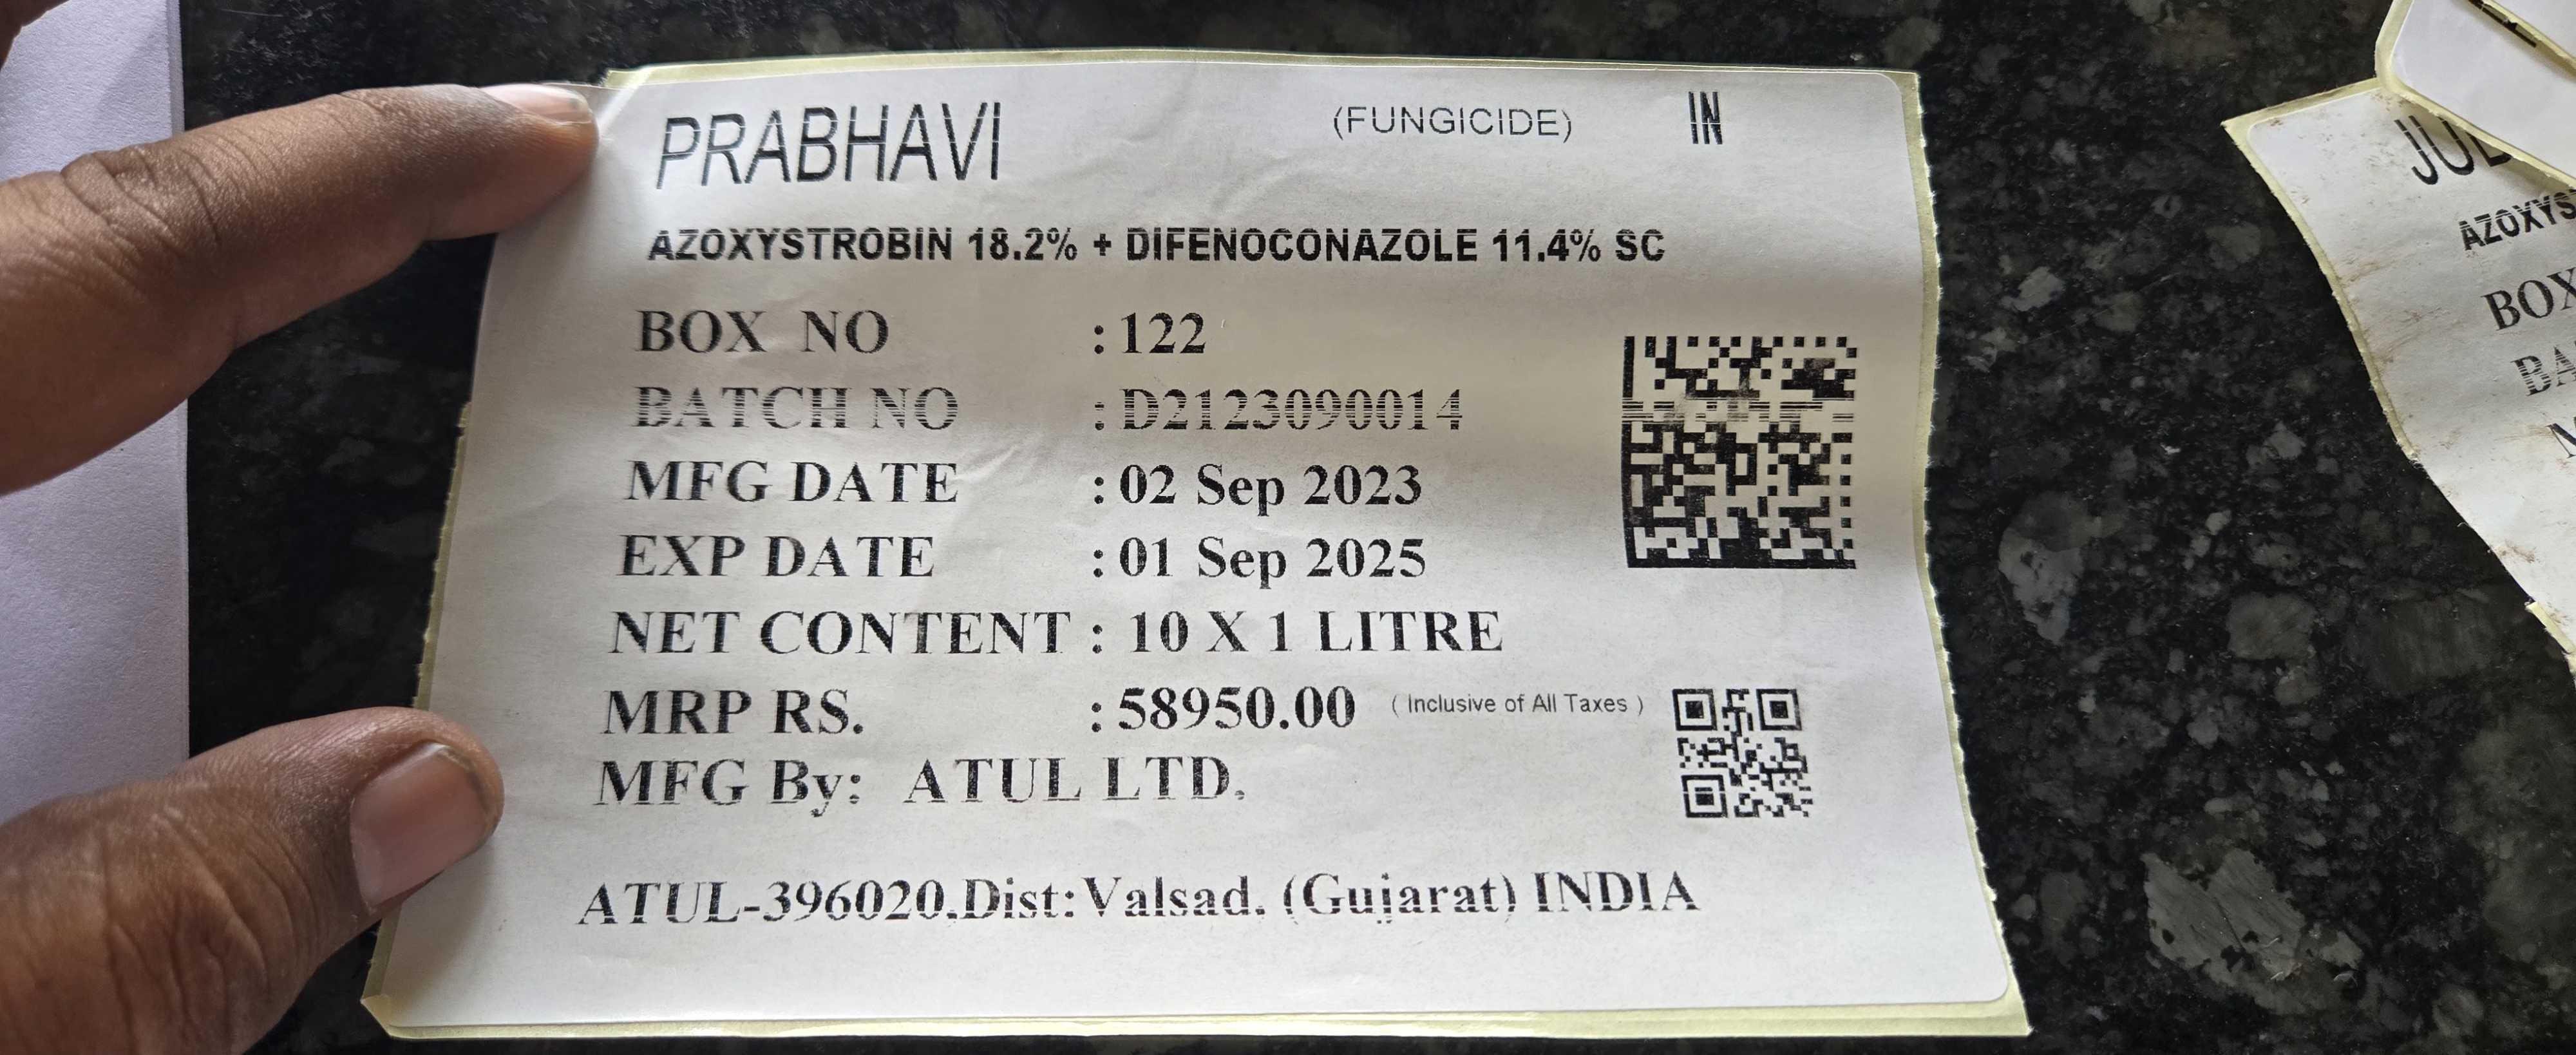 PRABHAVI (FUNGICIDE) IN
AZOXYSTROBIN 18.2% + DIFENOCONAZOLE 11.4% SC
BOX NO : 122
BATCH NO : D2123090014
MFG DATE : 02 Sep 2023
EXP DATE : 01 Sep 2025
NET CONTENT : 10 X 1 LITRE
MRP RS. : 58950.00 ( Inclusive of All Taxes )
MFG By: ATUL LTD.
ATUL-396020,Dist:Valsad. (Gujarat) INDIA
BOX